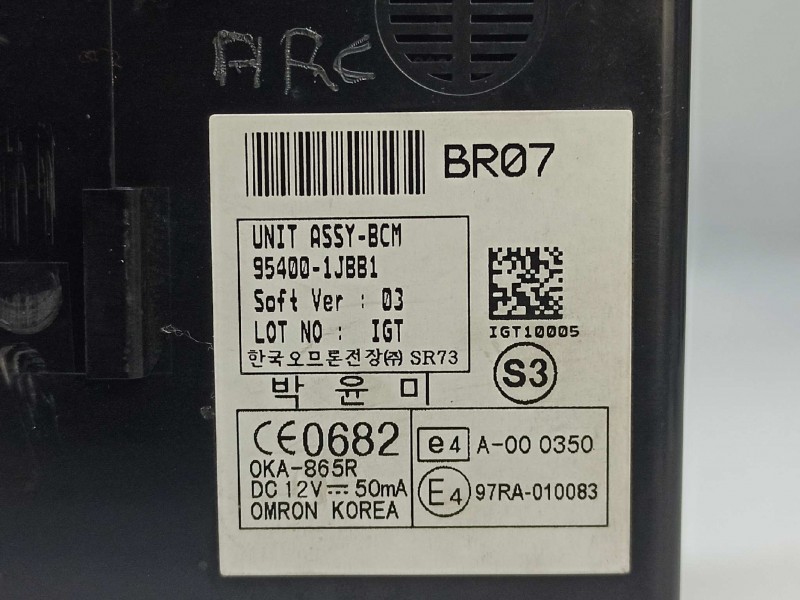 ARC
BR07
UNIT ASSY-BCM
95400-1JBB1
Soft Ver : 03
LOT NO : IGT
한국오므론전장㈜ SR73
IGT10005
S3
박 윤 미
CE0682
OKA-865R
DC 12V⎓50mA
OMRON KOREA
e4 A-00 0350
E4 97RA-010083